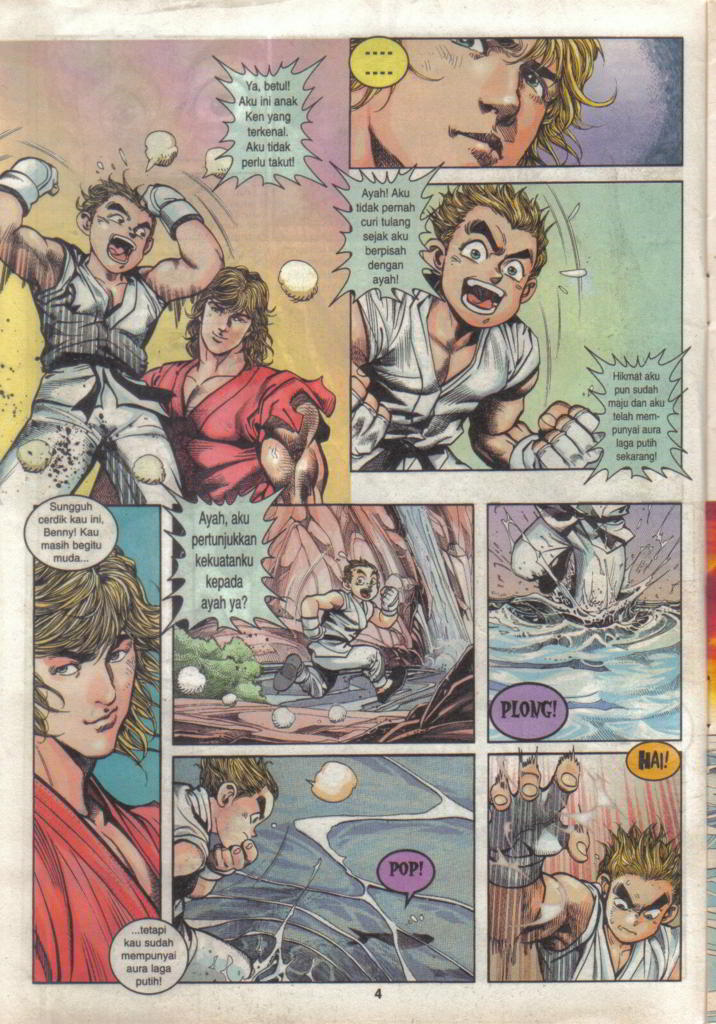 Ya, betul!
Aku ini anak
Ken yang
terkenal.
Aku tidak
perlu takut!
....
....
Ayah! Aku
tidak pernah
curi tulang
sejak aku
berpisah
dengan
ayah!
Hikmat aku
pun sudah
maju dan aku
telah mem-
punyai aura
laga putih
sekarang!
Sungguh
cerdik kau ini,
Benny! Kau
masih begitu
muda...
...tetapi
kau sudah
mempunyai
aura laga
putih!
Ayah, aku
pertunjukkan
kekuatanku
kepada
ayah ya?
PLONG!
POP!
HAI!
4